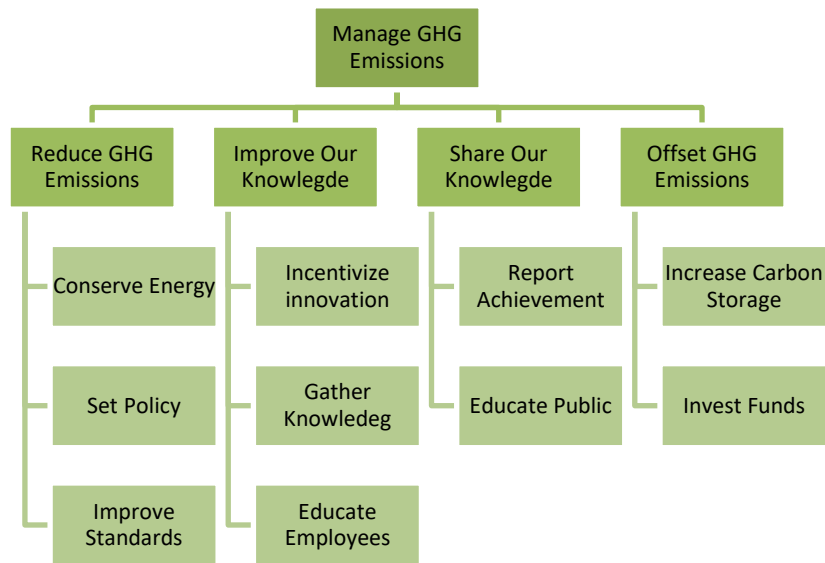 Manage GHG
Emissions
Reduce GHG
Emissions
Improve Our
Knowlegde
Share Our
Knowlegde
Offset GHG
Emissions
Conserve Energy
Incentivize
innovation
Report
Achievement
Increase Carbon
Storage
Set Policy
Gather
Knowledeg
Educate Public
Invest Funds
Improve
Standards
Educate
Employees